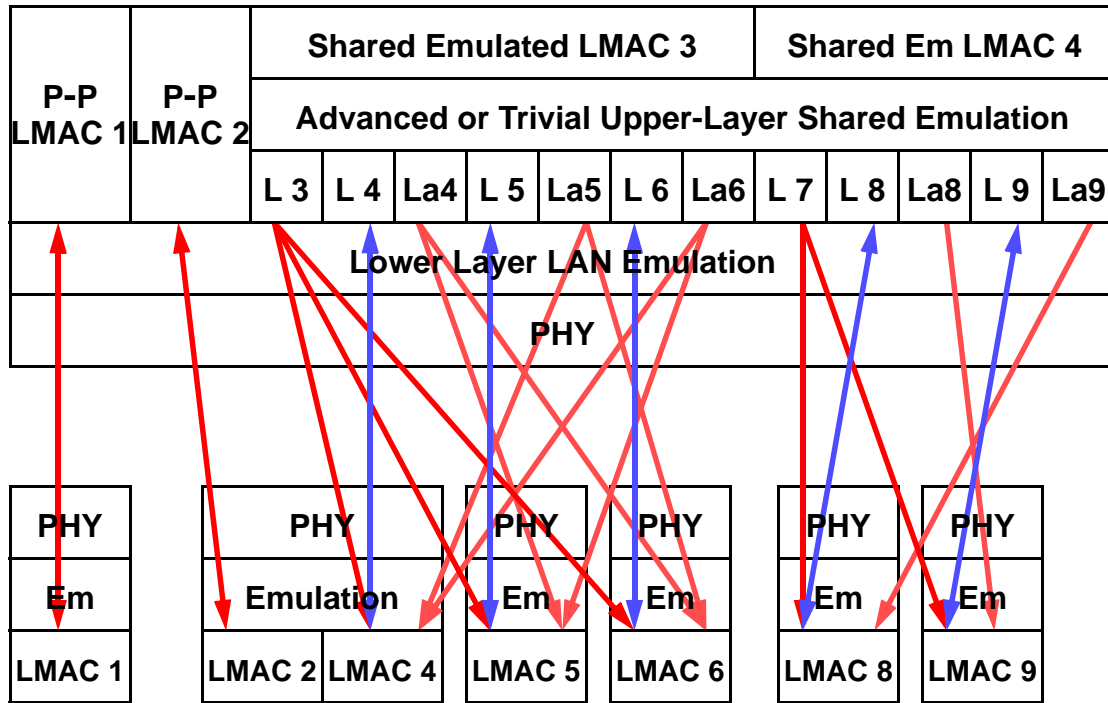 P-P
LMAC 1
P-P
LMAC 2
Shared Emulated LMAC 3
Shared Em LMAC 4
Advanced or Trivial Upper-Layer Shared Emulation
L 3 L 4 La4 L 5 La5 L 6 La6 L 7 L 8 La8 L 9 La9
Lower Layer LAN Emulation
PHY
PHY PHY PHY PHY PHY PHY
Em Emulation Em Em Em Em
LMAC 1 LMAC 2 LMAC 4 LMAC 5 LMAC 6 LMAC 8 LMAC 9